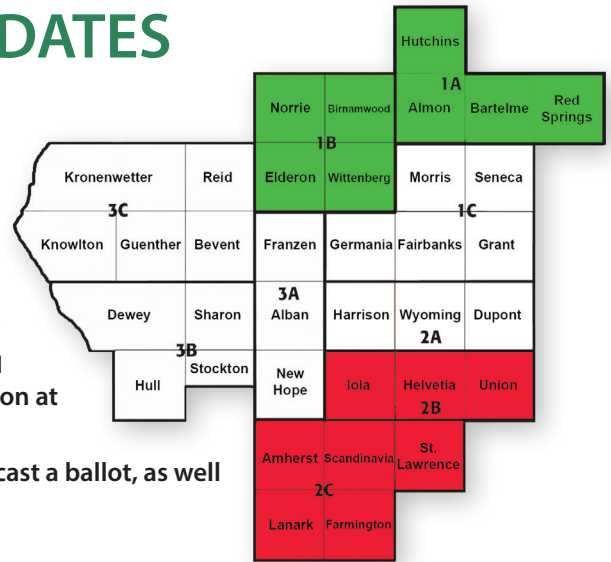 DATES
Hutchins
1A
Norrie Birnamwood Almon Bartelme Red Springs
1B
Elderon Wittenberg Morris Seneca
Kronenwetter Reid
3C 1C
Knowlton Guenther Bevent Franzen Germania Fairbanks Grant
3A
Dewey Sharon Alban Harrison Wyoming Dupont
2A
3B
Hull Stockton New Hope Iola Helvetia Union
on at
2B
Amherst Scandinavia St. Lawrence
cast a ballot, as well
2C
Lanark Farmington